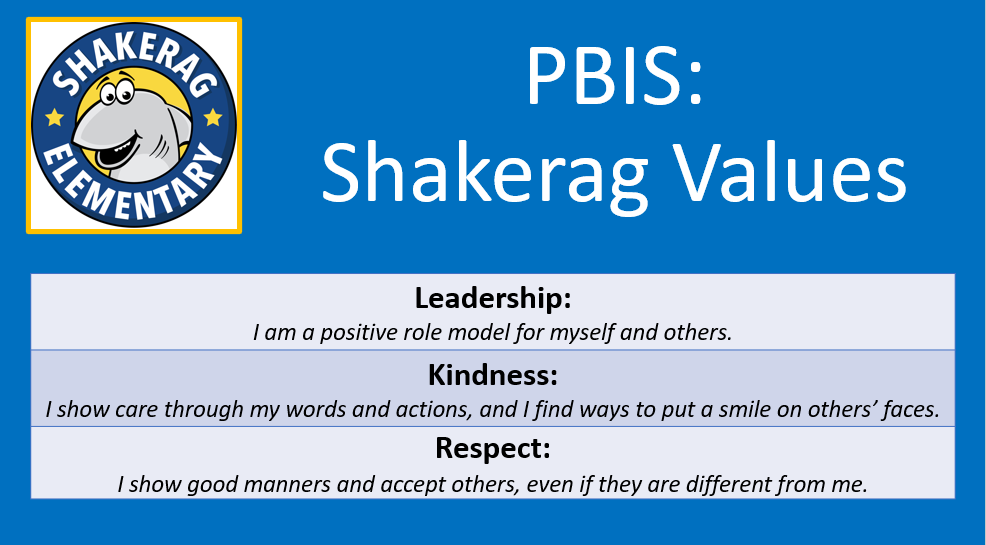 SHAKERAG
ELEMENTARY
PBIS:
Shakerag Values
Leadership:
I am a positive role model for myself and others.
Kindness:
I show care through my words and actions, and I find ways to put a smile on others’ faces.
Respect:
I show good manners and accept others, even if they are different from me.